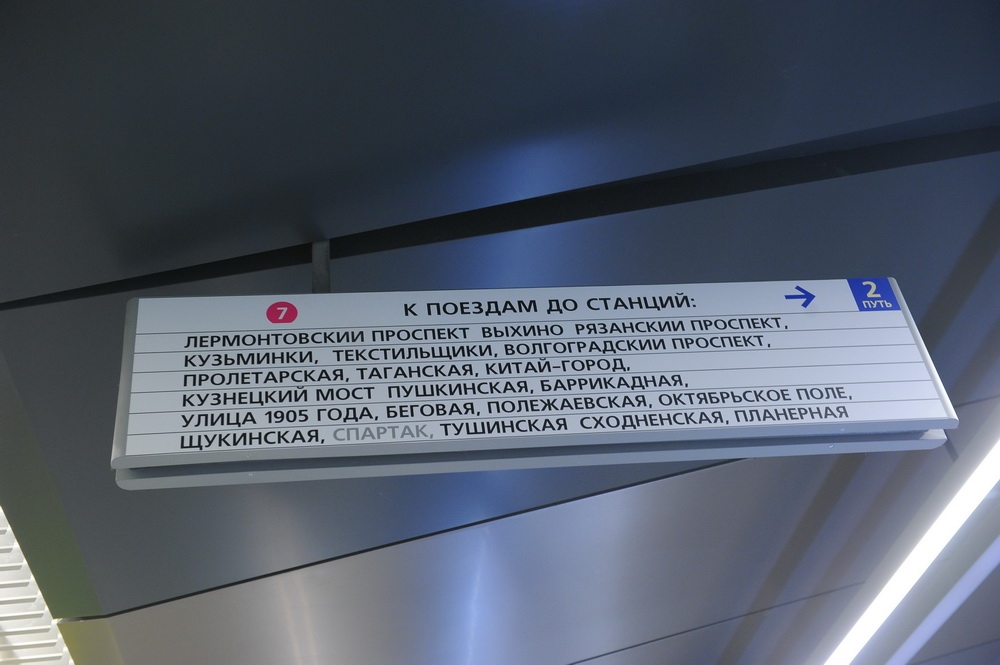 7 К ПОЕЗДАМ ДО СТАНЦИЙ: → 2 ПУТЬ
ЛЕРМОНТОВСКИЙ ПРОСПЕКТ ВЫХИНО РЯЗАНСКИЙ ПРОСПЕКТ,
КУЗЬМИНКИ, ТЕКСТИЛЬЩИКИ, ВОЛГОГРАДСКИЙ ПРОСПЕКТ,
ПРОЛЕТАРСКАЯ, ТАГАНСКАЯ, КИТАЙ-ГОРОД,
КУЗНЕЦКИЙ МОСТ ПУШКИНСКАЯ, БАРРИКАДНАЯ,
УЛИЦА 1905 ГОДА, БЕГОВАЯ, ПОЛЕЖАЕВСКАЯ, ОКТЯБРЬСКОЕ ПОЛЕ,
ЩУКИНСКАЯ, СПАРТАК, ТУШИНСКАЯ СХОДНЕНСКАЯ, ПЛАНЕРНАЯ